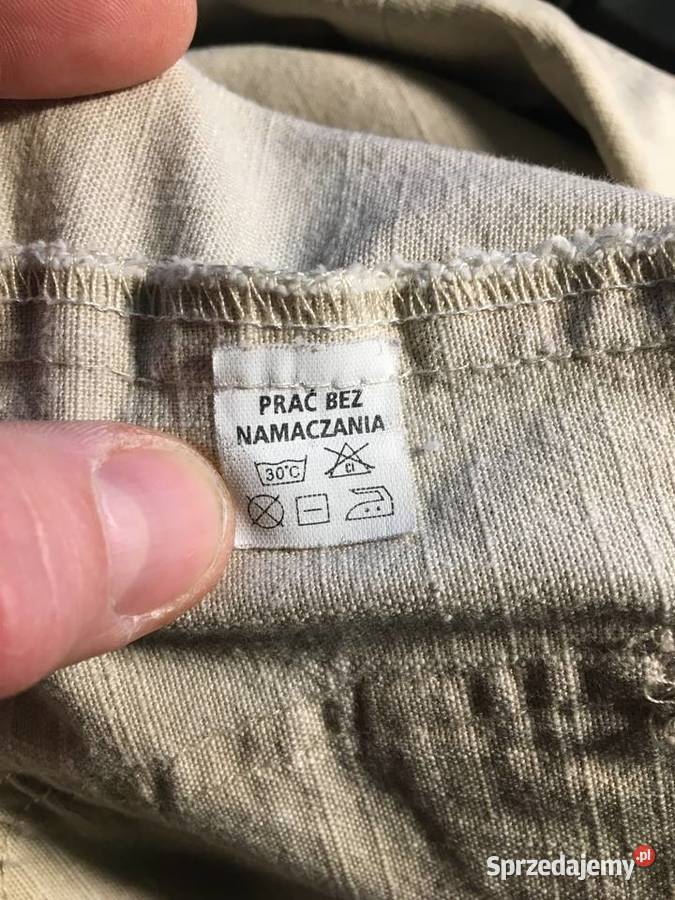 PRAĆ BEZ
NAMACZANIA
30°C
Cl
Sprzedajemy.pl